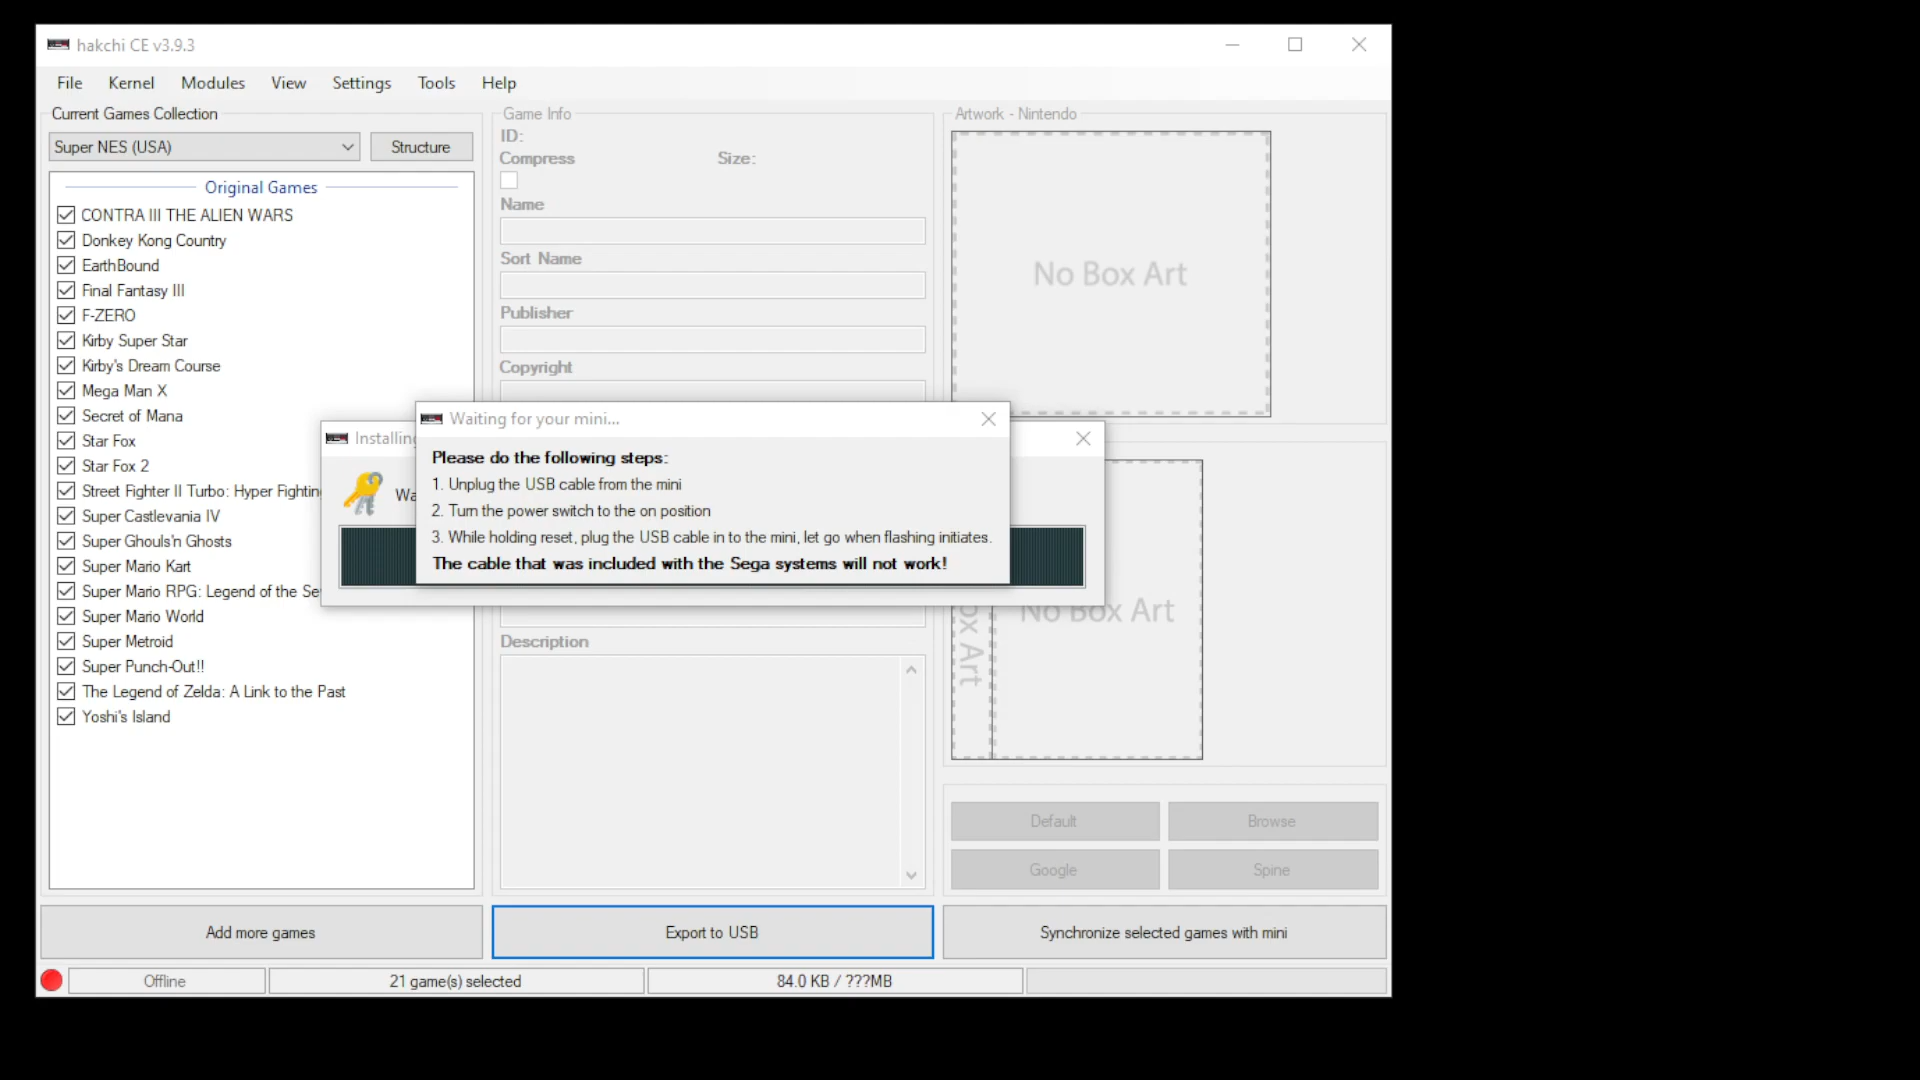 hakchi CE v3.9.3
File Kernel Modules View Settings Tools Help
Current Games Collection
Super NES (USA)
Structure
Original Games
CONTRA III THE ALIEN WARS
Donkey Kong Country
EarthBound
Final Fantasy III
F-ZERO
Kirby Super Star
Kirby's Dream Course
Mega Man X
Secret of Mana
Star Fox
Star Fox 2
Street Fighter II Turbo: Hyper Fighting
Super Castlevania IV
Super Ghouls'n Ghosts
Super Mario Kart
Super Mario RPG: Legend of the Se
Super Mario World
Super Metroid
Super Punch-Out!!
The Legend of Zelda: A Link to the Past
Yoshi's Island
Game Info
ID:
Compress
Size:
Name
Sort Name
Publisher
Copyright
Installing
Wa
Waiting for your mini...
Please do the following steps:
1. Unplug the USB cable from the mini
2. Turn the power switch to the on position
3. While holding reset, plug the USB cable in to the mini, let go when flashing initiates.
The cable that was included with the Sega systems will not work!
Description
Artwork - Nintendo
No Box Art
ox Art
No Box Art
Default
Browse
Google
Spine
Add more games
Export to USB
Synchronize selected games with mini
Offline
21 game(s) selected
84.0 KB / ???MB